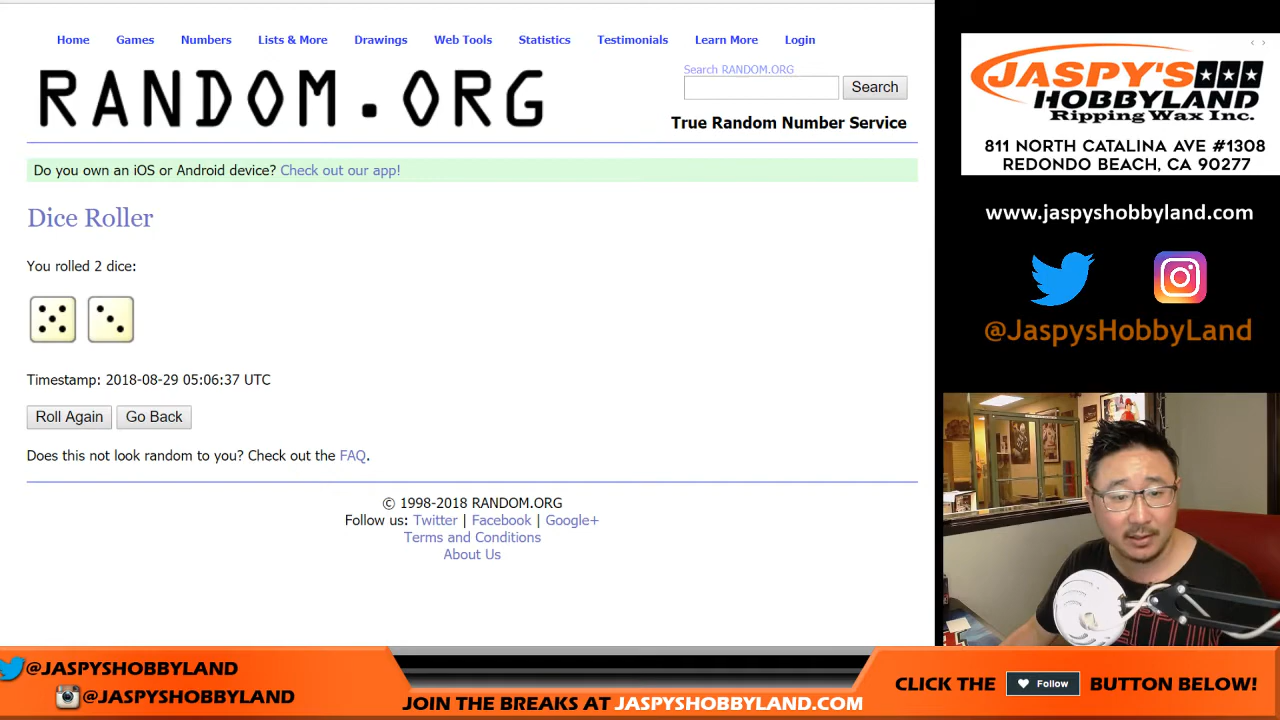 Home Games Numbers Lists & More Drawings Web Tools Statistics Testimonials Learn More Login
RANDOM.ORG
Search RANDOM.ORG
Search
True Random Number Service
Do you own an iOS or Android device? Check out our app!
Dice Roller
You rolled 2 dice:
Timestamp: 2018-08-29 05:06:37 UTC
Roll Again Go Back
Does this not look random to you? Check out the FAQ.
© 1998-2018 RANDOM.ORG
Follow us: Twitter | Facebook | Google+
Terms and Conditions
About Us
JASPY'S
HOBBYLAND
Ripping Wax Inc.
811 NORTH CATALINA AVE #1308
REDONDO BEACH, CA 90277
www.jaspyshobbyland.com
@JaspysHobbyLand
@JASPYSHOBBYLAND
@JASPYSHOBBYLAND
JOIN THE BREAKS AT JASPYSHOBBYLAND.COM
CLICK THE Follow BUTTON BELOW!